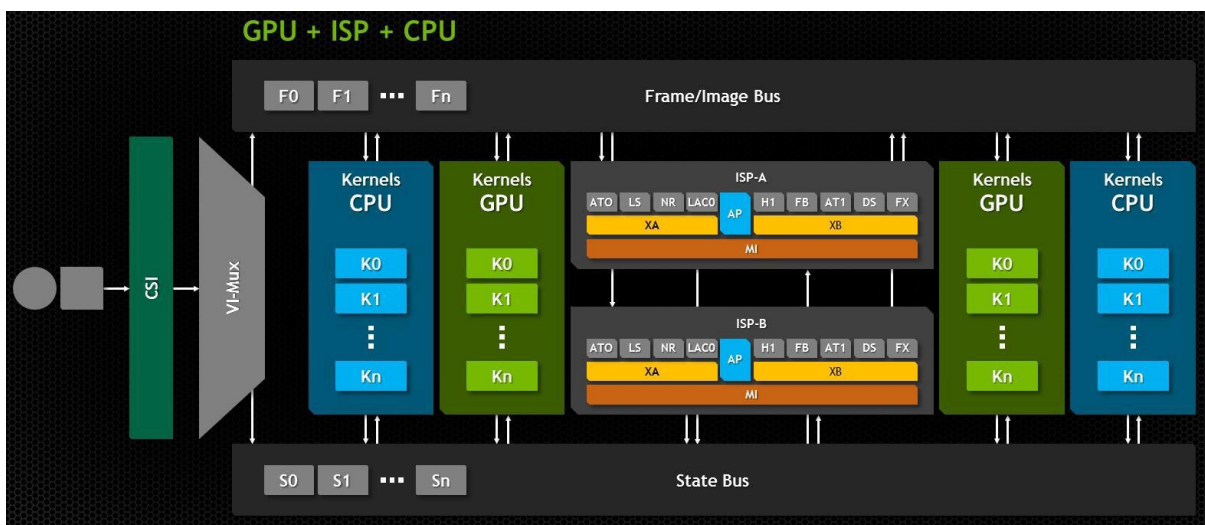 GPU + ISP + CPU
F0 F1 ... Fn Frame/Image Bus
CSI
VI-Mux
Kernels
CPU
K0
K1
Kn
Kernels
GPU
K0
K1
Kn
ISP-A
ATO LS NR LAC0 AP H1 FB AT1 DS FX
XA XB
MI
ISP-B
ATO LS NR LAC0 AP H1 FB AT1 DS FX
XA XB
MI
Kernels
GPU
K0
K1
Kn
Kernels
CPU
K0
K1
Kn
S0 S1 ... Sn State Bus